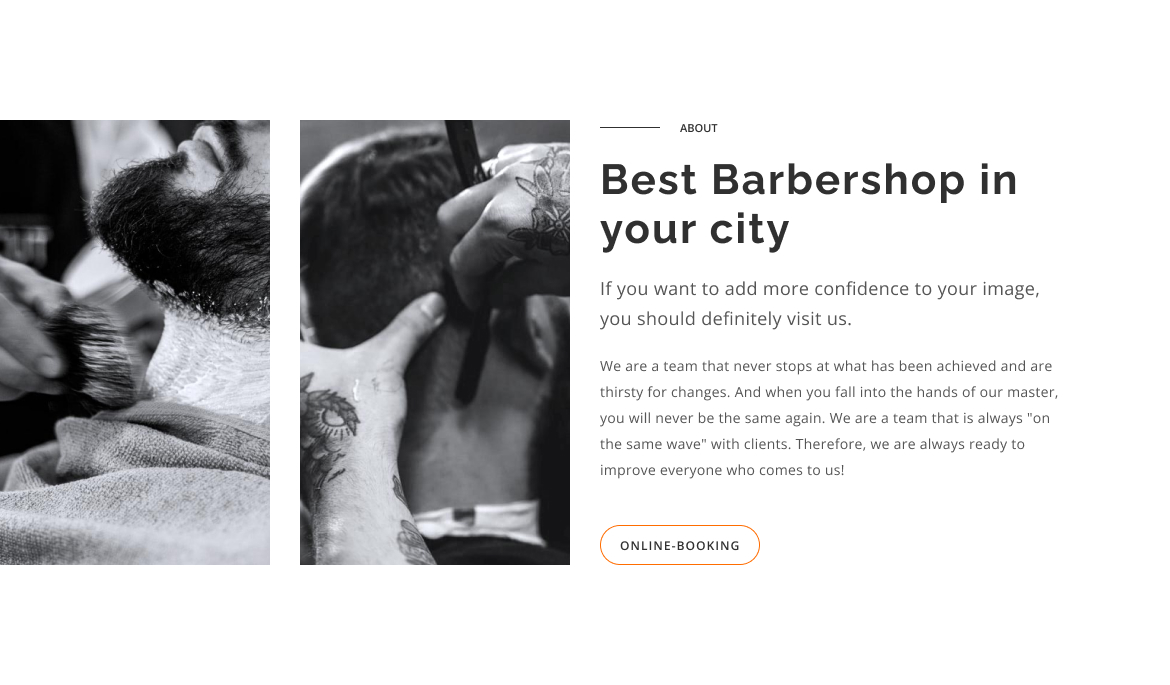 ABOUT
Best Barbershop in
your city
If you want to add more confidence to your image,
you should definitely visit us.
We are a team that never stops at what has been achieved and are
thirsty for changes. And when you fall into the hands of our master,
you will never be the same again. We are a team that is always "on
the same wave" with clients. Therefore, we are always ready to
improve everyone who comes to us!
ONLINE-BOOKING